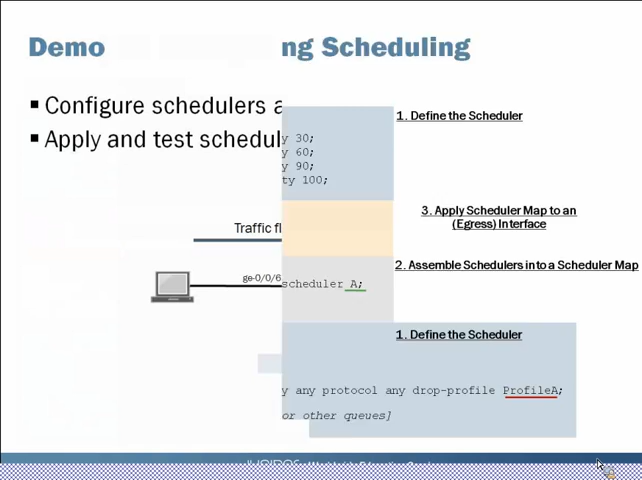 Demo
ng Scheduling
Configure schedulers a
Apply and test schedul
1. Define the Scheduler
y 30;
y 60;
y 90;
ty 100;
3. Apply Scheduler Map to an
(Egress) Interface
Traffic fl
2. Assemble Schedulers into a Scheduler Map
ge-0/0/6
scheduler A;
1. Define the Scheduler
y any protocol any drop-profile ProfileA;
or other queues]